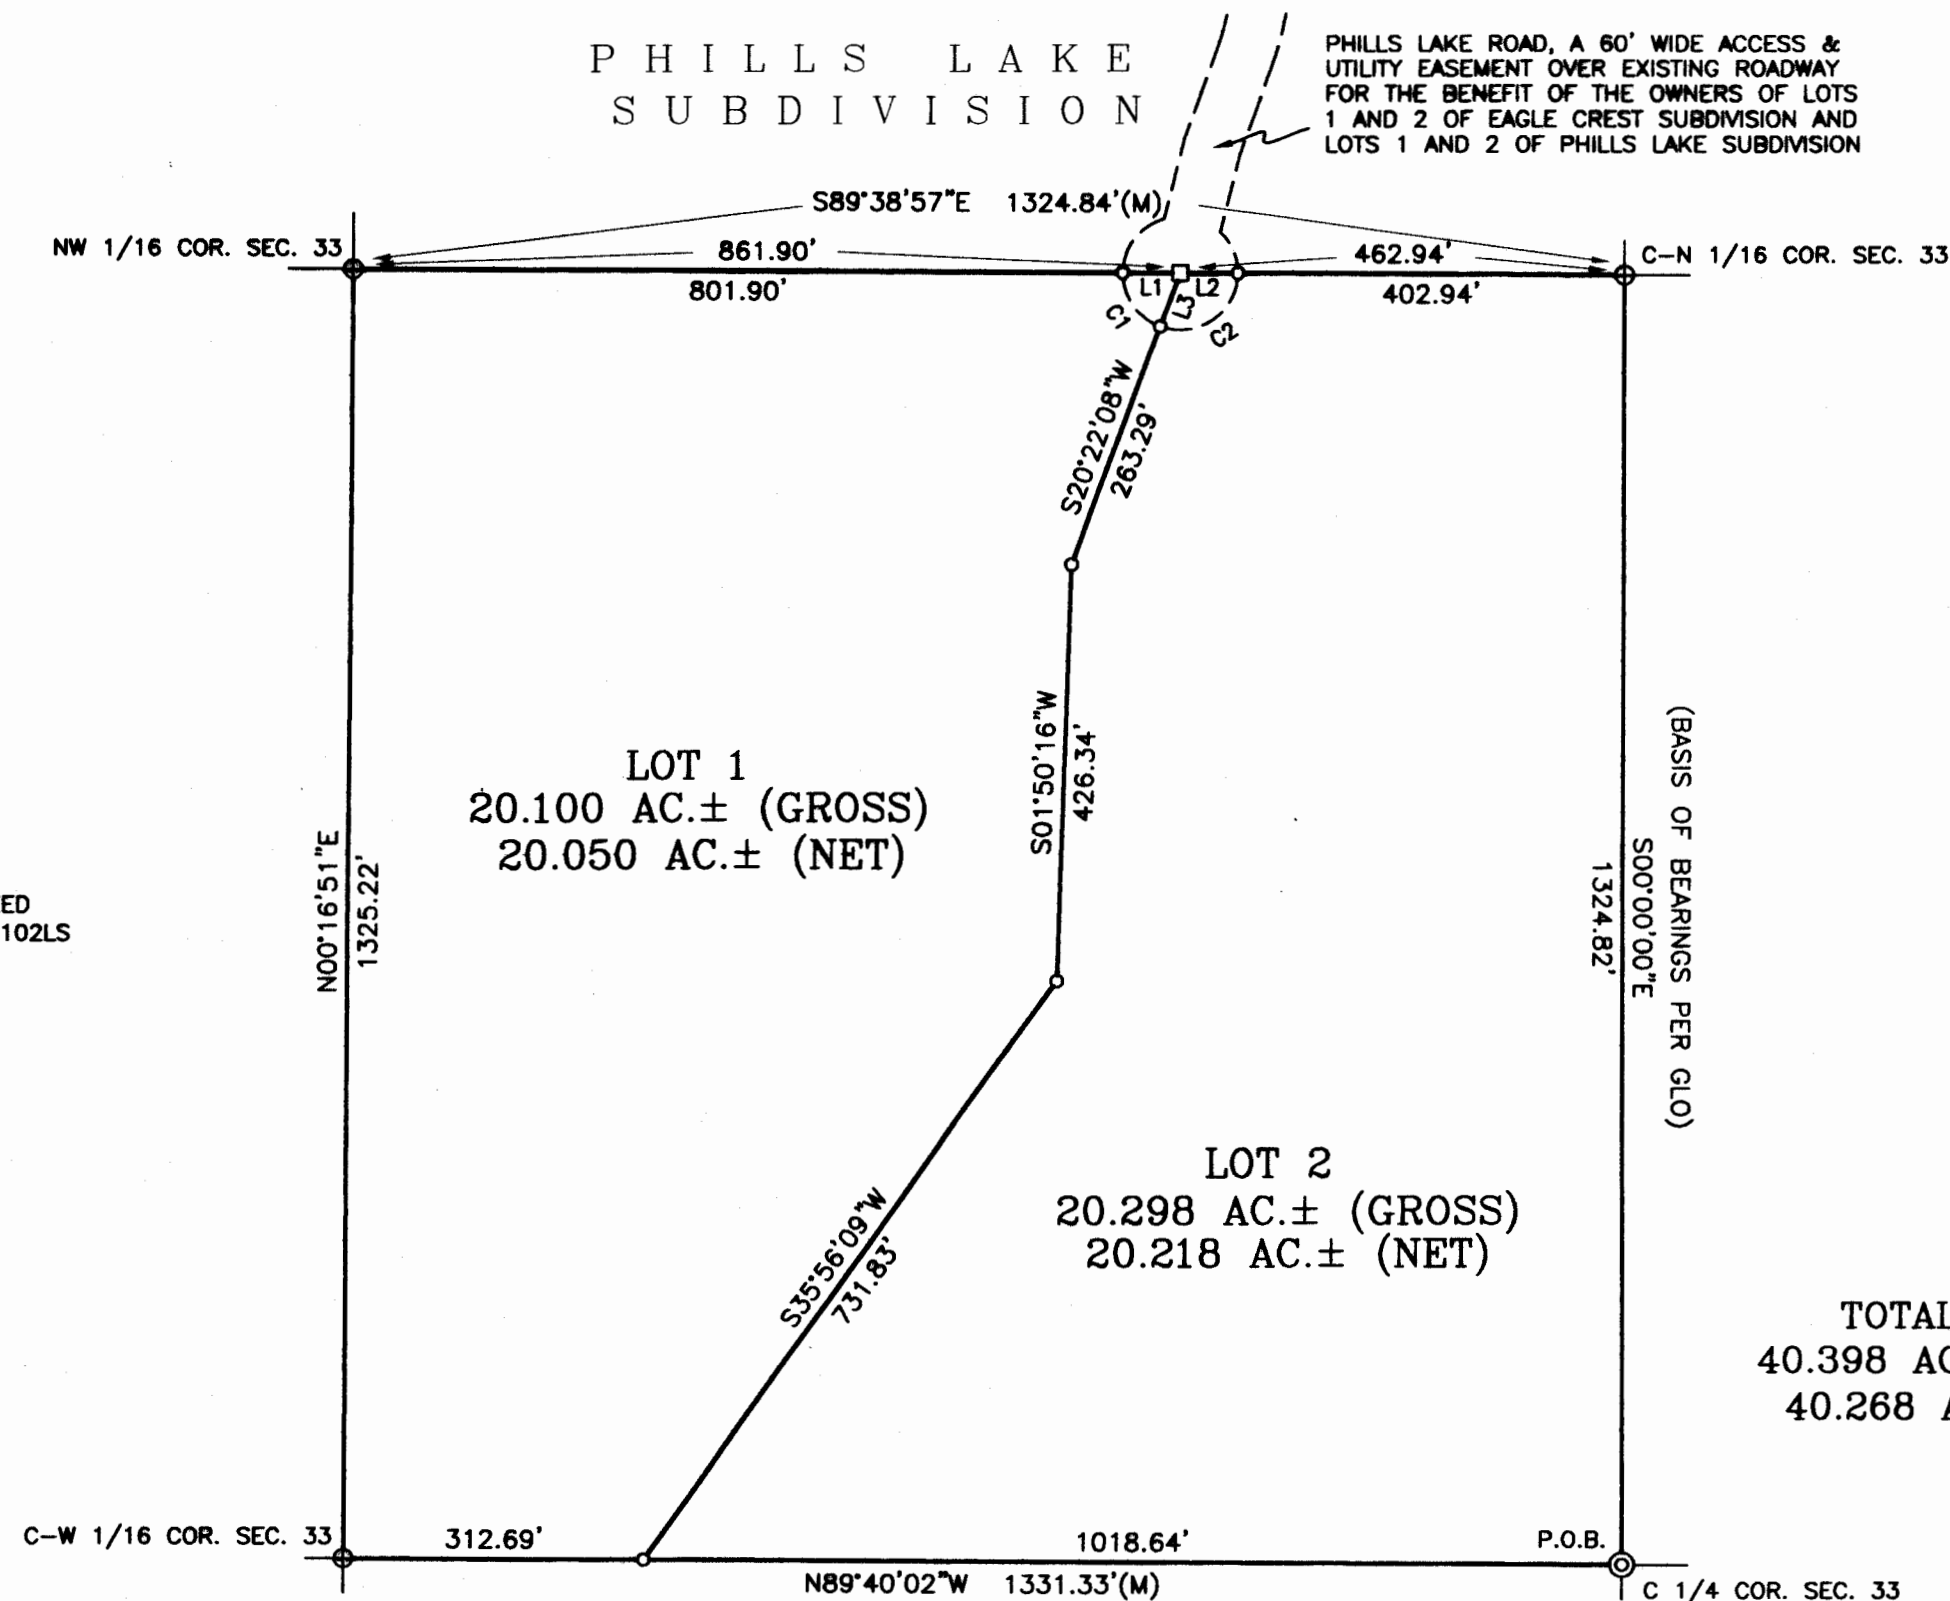 PHILLS LAKE
SUBDIVISION
PHILLS LAKE ROAD, A 60' WIDE ACCESS &
UTILITY EASEMENT OVER EXISTING ROADWAY
FOR THE BENEFIT OF THE OWNERS OF LOTS
1 AND 2 OF EAGLE CREST SUBDIVISION AND
LOTS 1 AND 2 OF PHILLS LAKE SUBDIVISION
S89°38'57"E 1324.84'(M)
NW 1/16 COR. SEC. 33
861.90'
462.94'
C-N 1/16 COR. SEC. 33
801.90'
L1
L2
402.94'
L3
C1
C2
S20°22'08"W
263.29'
S01°50'16"W
426.34'
LOT 1
20.100 AC.± (GROSS)
20.050 AC.± (NET)
N00°16'51"E
1325.22'
ED
102LS
1324.82'
S00°00'00"E
(BASIS OF BEARINGS PER GLO)
LOT 2
20.298 AC.± (GROSS)
20.218 AC.± (NET)
S35°56'09"W
731.83'
TOTAL
40.398 AC
40.268 A
C-W 1/16 COR. SEC. 33
312.69'
1018.64'
P.O.B.
N89°40'02"W 1331.33'(M)
C 1/4 COR. SEC. 33